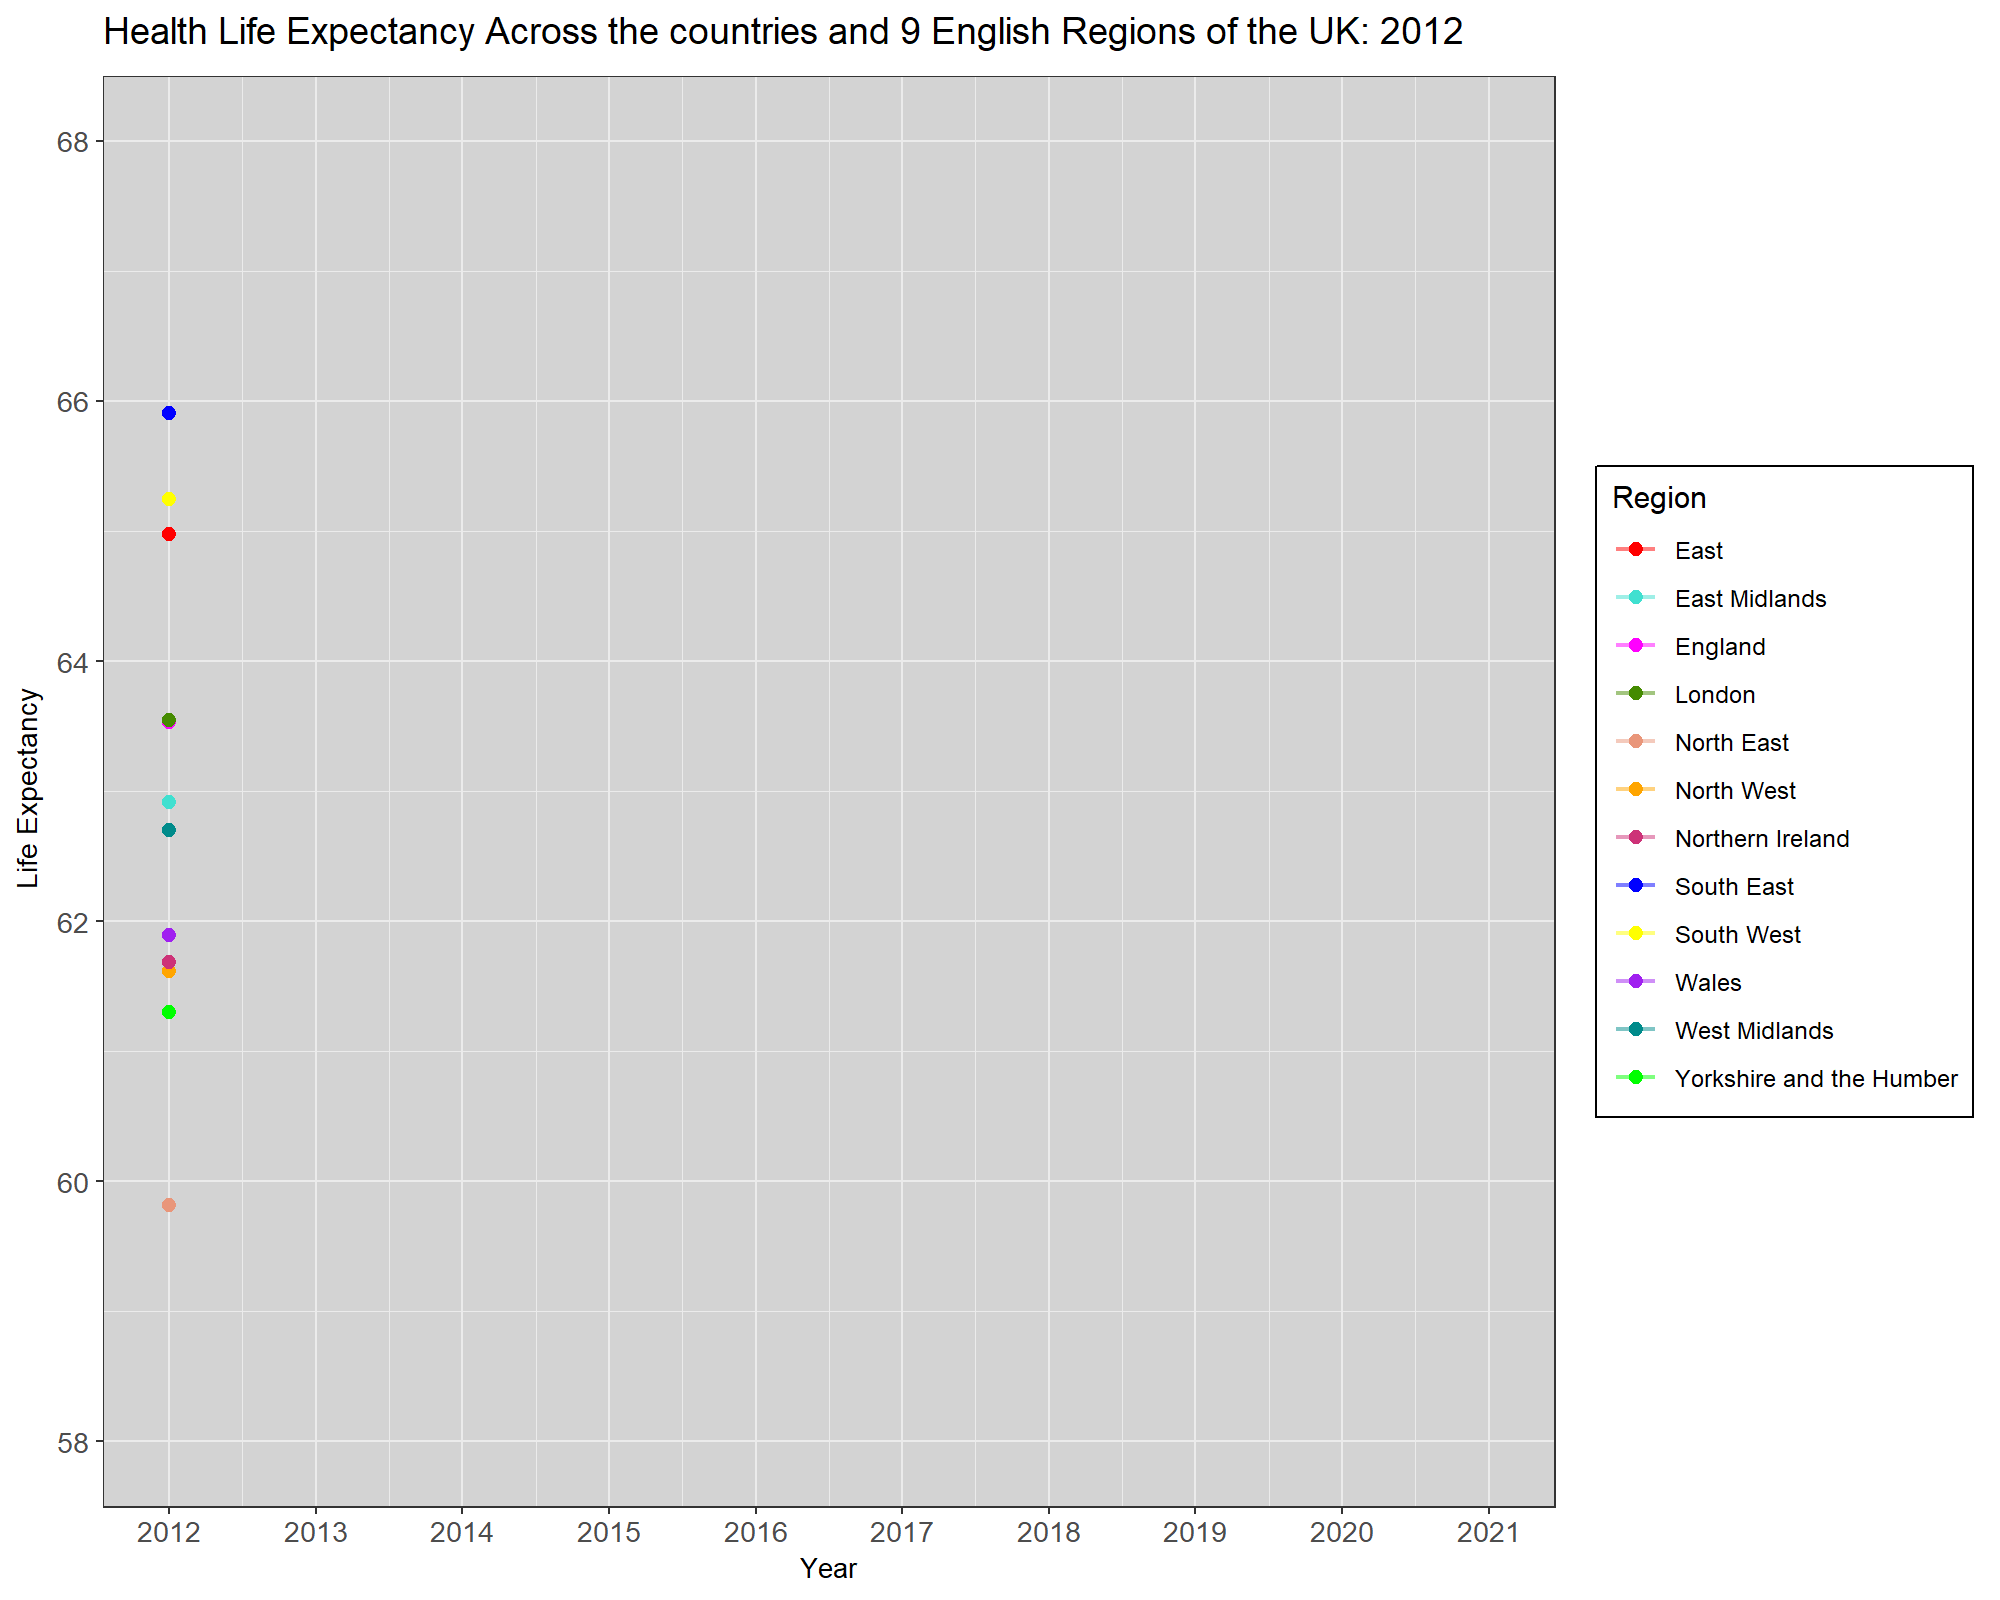 Health Life Expectancy Across the countries and 9 English Regions of the UK: 2012
68
66
64
62
60
58
Life Expectancy
2012 2013 2014 2015 2016 2017 2018 2019 2020 2021
Year
Region
East
East Midlands
England
London
North East
North West
Northern Ireland
South East
South West
Wales
West Midlands
Yorkshire and the Humber